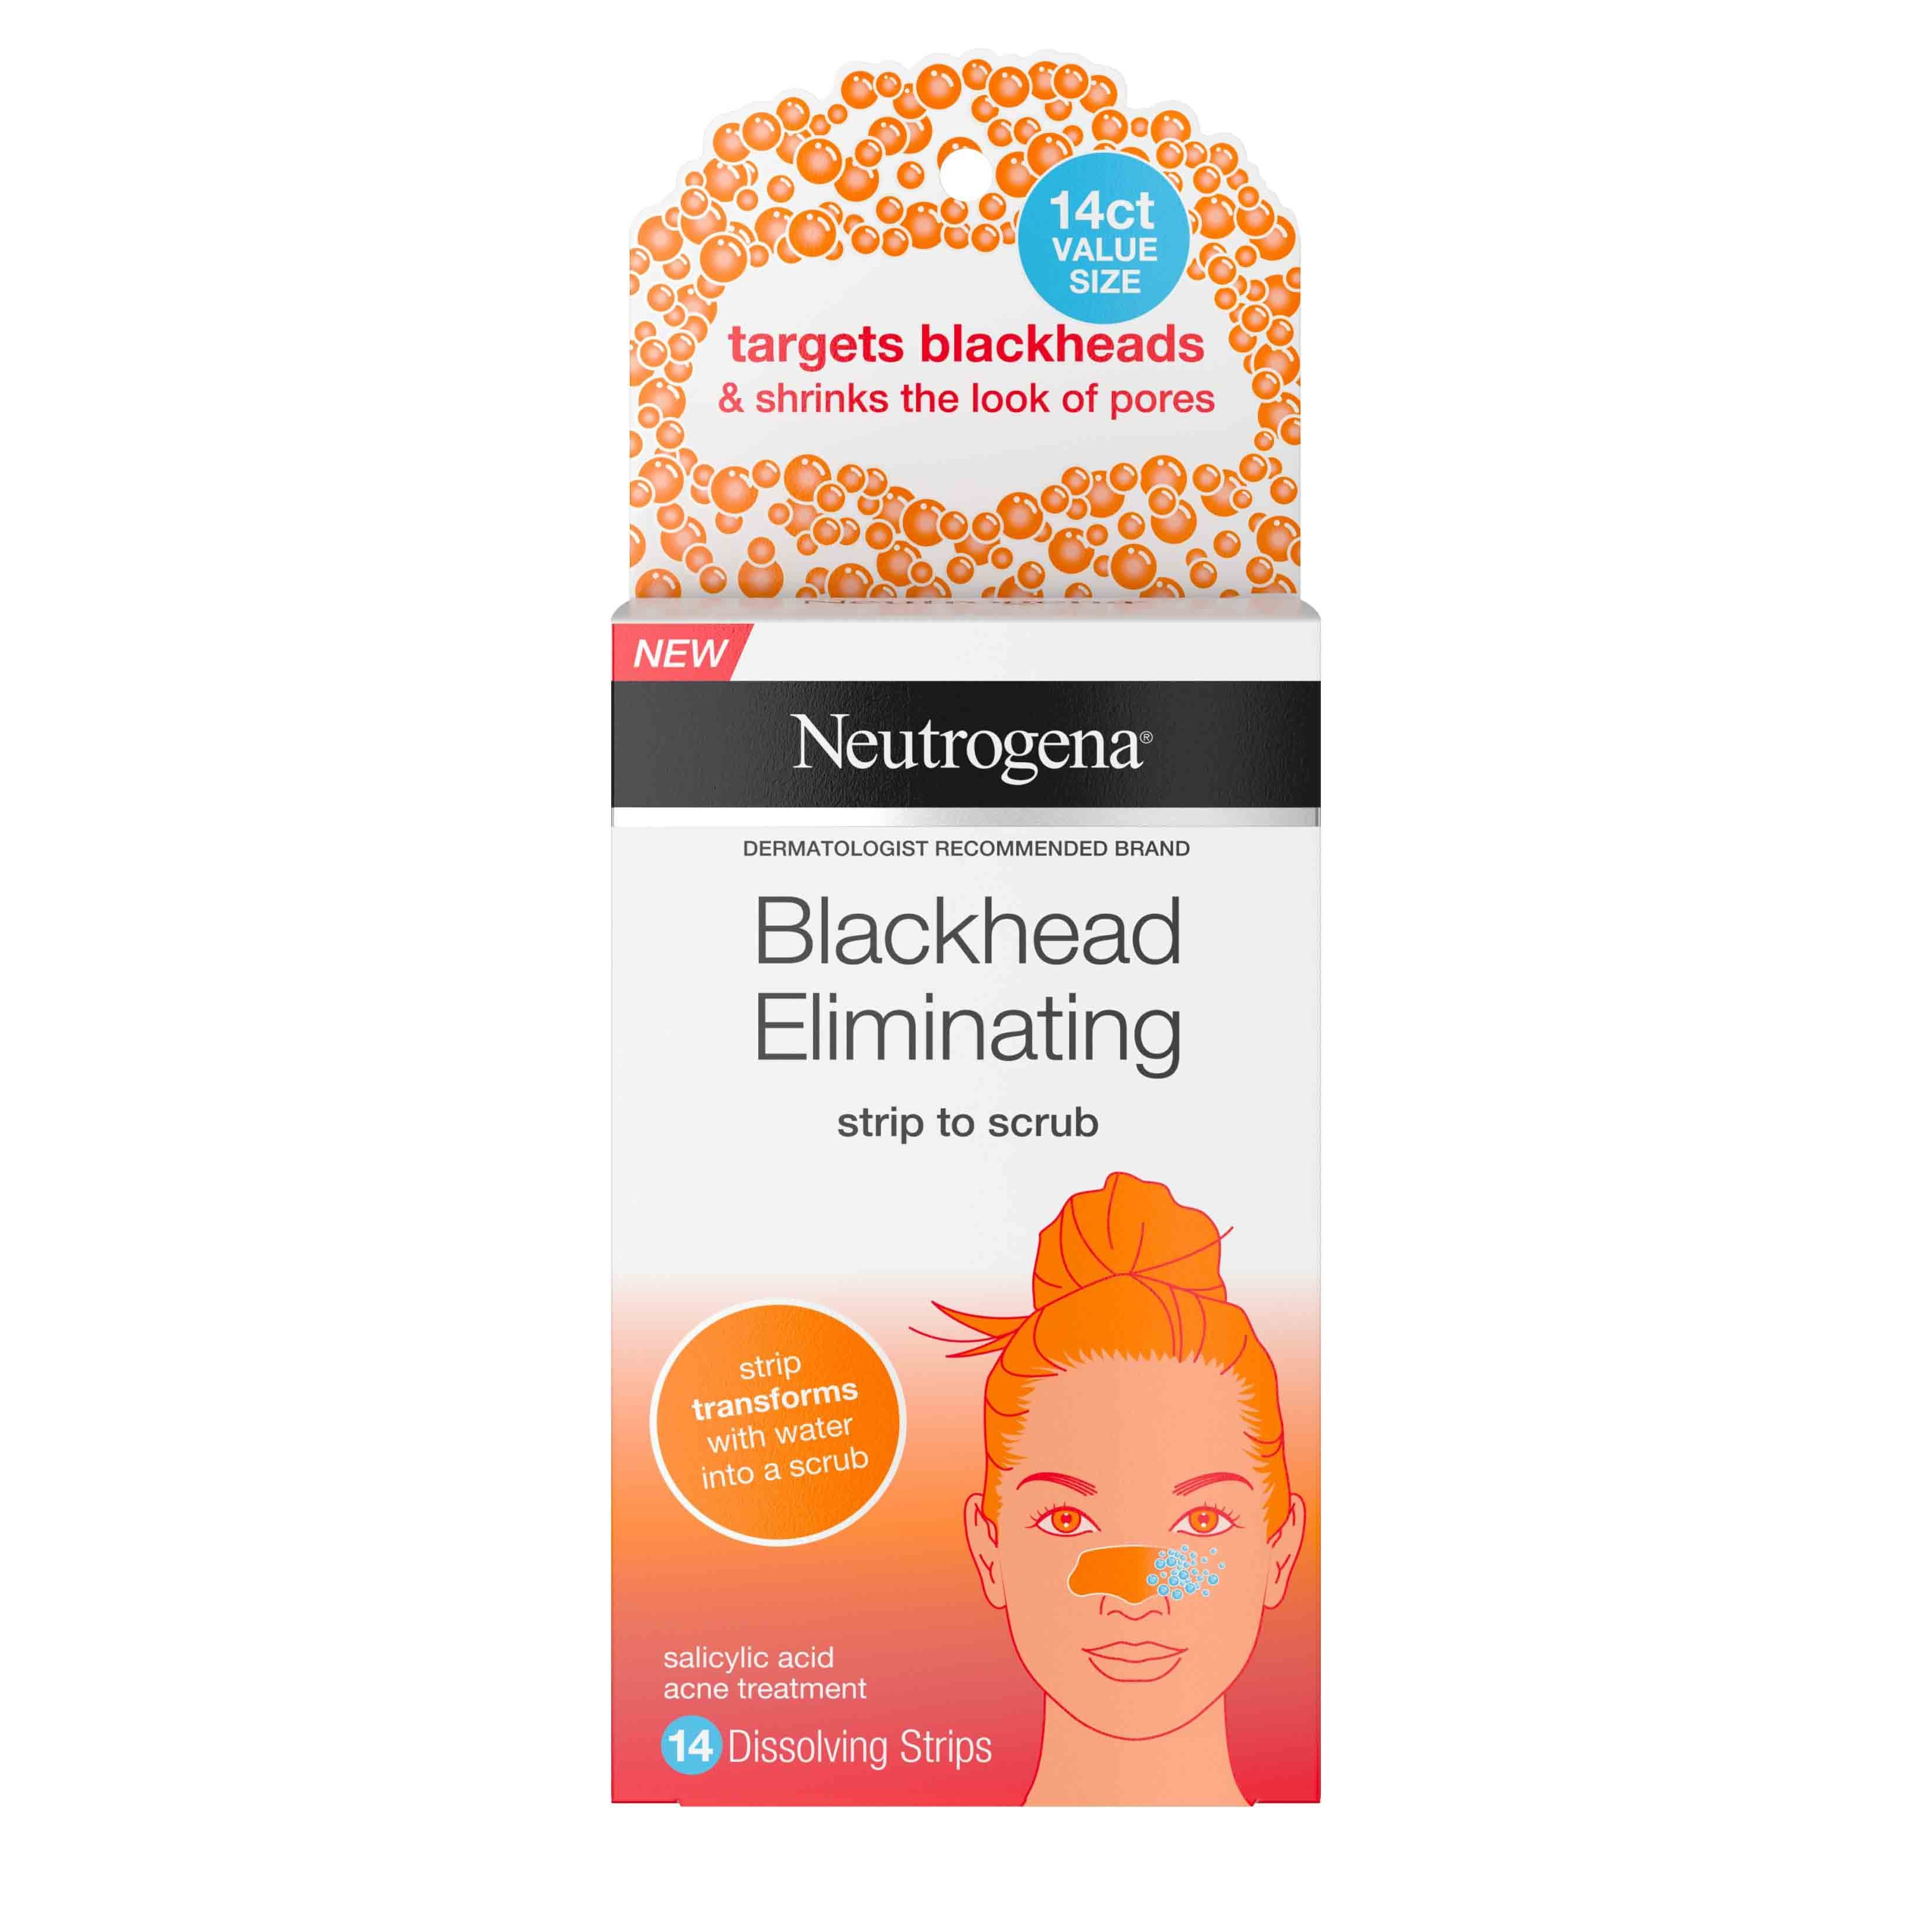 14ct
VALUE
SIZE
targets blackheads
& shrinks the look of pores
NEW
Neutrogena®
DERMATOLOGIST RECOMMENDED BRAND
Blackhead
Eliminating
strip to scrub
strip
transforms
with water
into a scrub
salicylic acid
acne treatment
14 Dissolving Strips